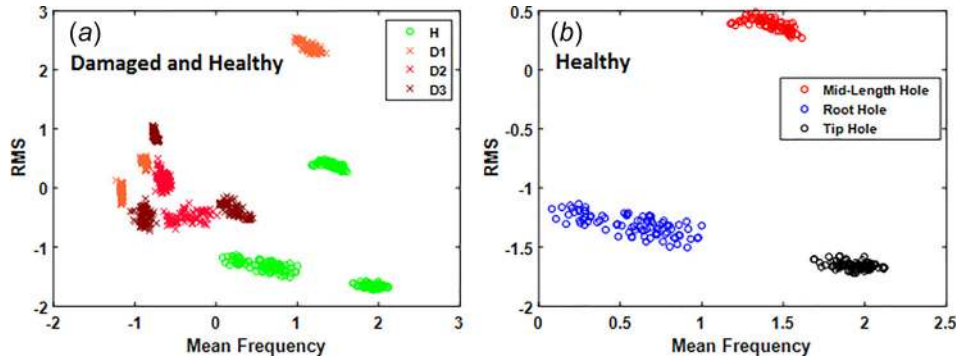 (a)
Damaged and Healthy
H
D1
D2
D3
3
2
1
0
-1
-2
RMS
-2 -1 0 1 2 3
Mean Frequency
(b)
Healthy
Mid-Length Hole
Root Hole
Tip Hole
0.5
0
-0.5
-1
-1.5
-2
RMS
0 0.5 1 1.5 2 2.5
Mean Frequency